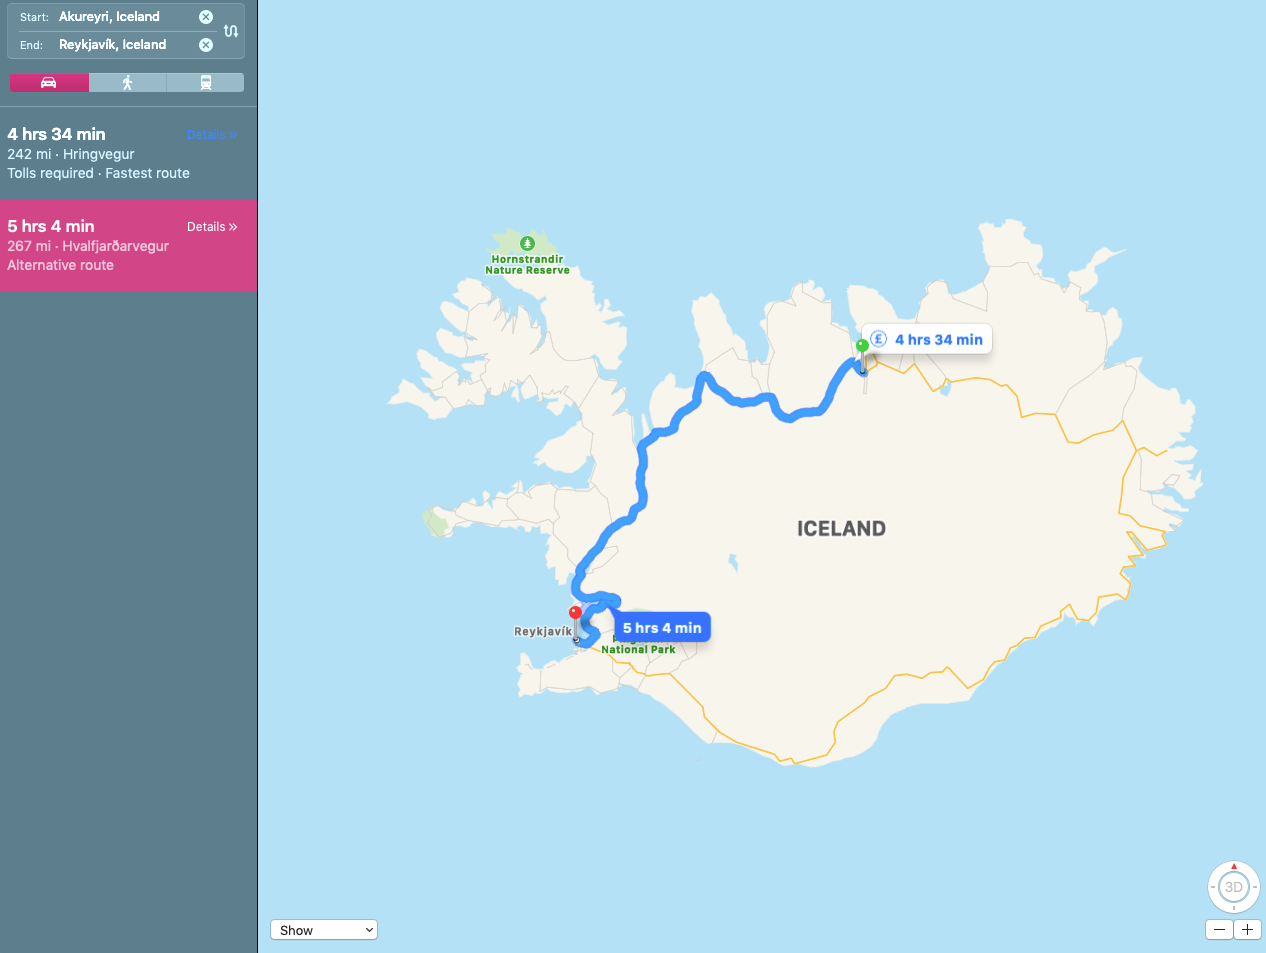 Start: Akureyri, Iceland
End: Reykjavík, Iceland
4 hrs 34 min Details »
242 mi · Hringvegur
Tolls required · Fastest route
5 hrs 4 min Details »
267 mi · Hvalfjarðarvegur
Alternative route
Hornstrandir
Nature Reserve
£ 4 hrs 34 min
ICELAND
Reykjavík
5 hrs 4 min
National Park
Show
3D
− +